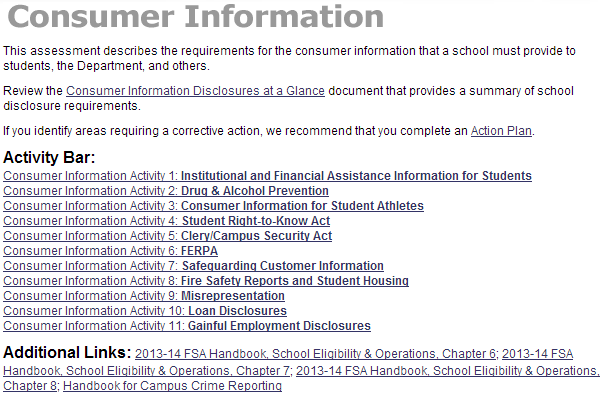 Consumer Information
This assessment describes the requirements for the consumer information that a school must provide to
students, the Department, and others.
Review the Consumer Information Disclosures at a Glance document that provides a summary of school
disclosure requirements.
If you identify areas requiring a corrective action, we recommend that you complete an Action Plan.
Activity Bar:
Consumer Information Activity 1: Institutional and Financial Assistance Information for Students
Consumer Information Activity 2: Drug & Alcohol Prevention
Consumer Information Activity 3: Consumer Information for Student Athletes
Consumer Information Activity 4: Student Right-to-Know Act
Consumer Information Activity 5: Clery/Campus Security Act
Consumer Information Activity 6: FERPA
Consumer Information Activity 7: Safeguarding Customer Information
Consumer Information Activity 8: Fire Safety Reports and Student Housing
Consumer Information Activity 9: Misrepresentation
Consumer Information Activity 10: Loan Disclosures
Consumer Information Activity 11: Gainful Employment Disclosures
Additional Links: 2013-14 FSA Handbook, School Eligibility & Operations, Chapter 6; 2013-14 FSA
Handbook, School Eligibility & Operations, Chapter 7; 2013-14 FSA Handbook, School Eligibility & Operations,
Chapter 8; Handbook for Campus Crime Reporting